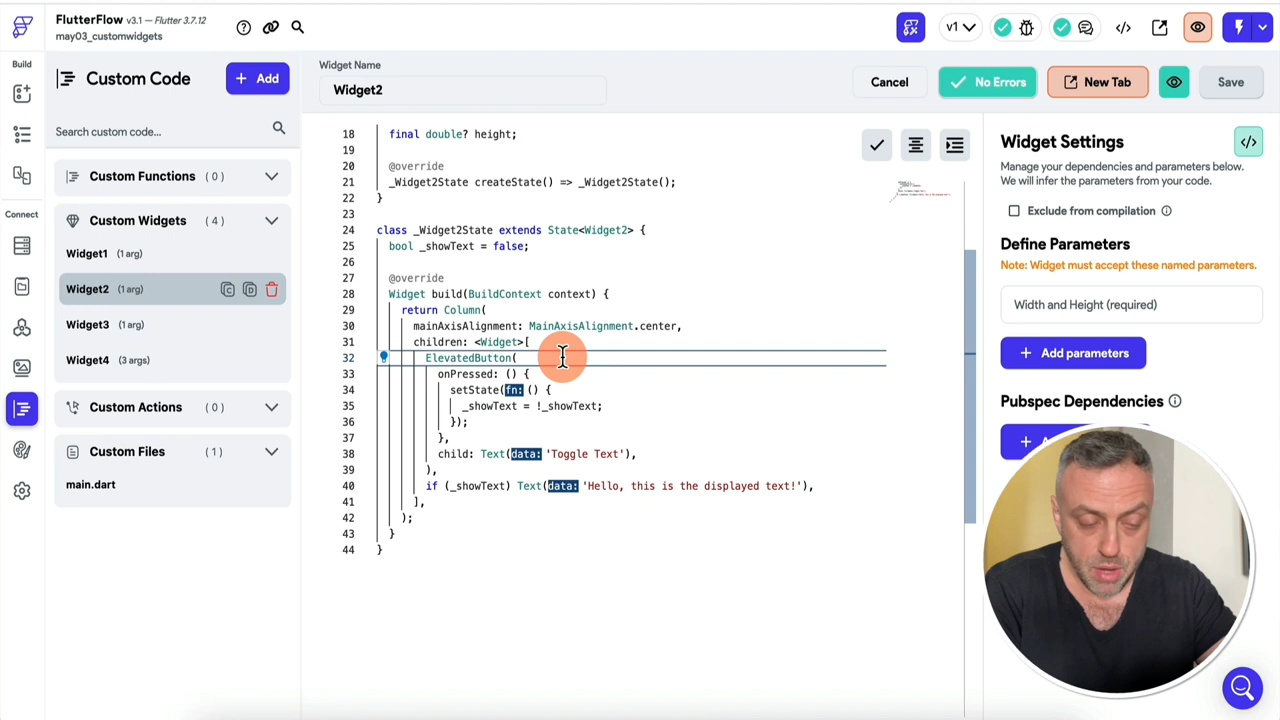 FlutterFlow v3.1 – Flutter 3.7.12
may03_customwidgets
v1
Build
Connect
Custom Code
+ Add
Search custom code...
Custom Functions ( 0 )
Custom Widgets ( 4 )
Widget1 (1 arg)
Widget2 (1 arg)
Widget3 (1 arg)
Widget4 (3 args)
Custom Actions ( 0 )
Custom Files ( 1 )
main.dart
Widget Name
Widget2
Cancel
No Errors
New Tab
Save
18 final double? height;
19
20 @override
21 _Widget2State createState() => _Widget2State();
22 }
23
24 class _Widget2State extends State<Widget2> {
25 bool _showText = false;
26
27 @override
28 Widget build(BuildContext context) {
29 return Column(
30 mainAxisAlignment: MainAxisAlignment.center,
31 children: <Widget>[
32 ElevatedButton(
33 onPressed: () {
34 setState(fn: () {
35 _showText = !_showText;
36 });
37 },
38 child: Text(data: 'Toggle Text'),
39 ),
40 if (_showText) Text(data: 'Hello, this is the displayed text!'),
41 ],
42 );
43 }
44 }
Widget Settings
Manage your dependencies and parameters below.
We will infer the parameters from your code.
Exclude from compilation
Define Parameters
Note: Widget must accept these named parameters.
Width and Height (required)
+ Add parameters
Pubspec Dependencies
+